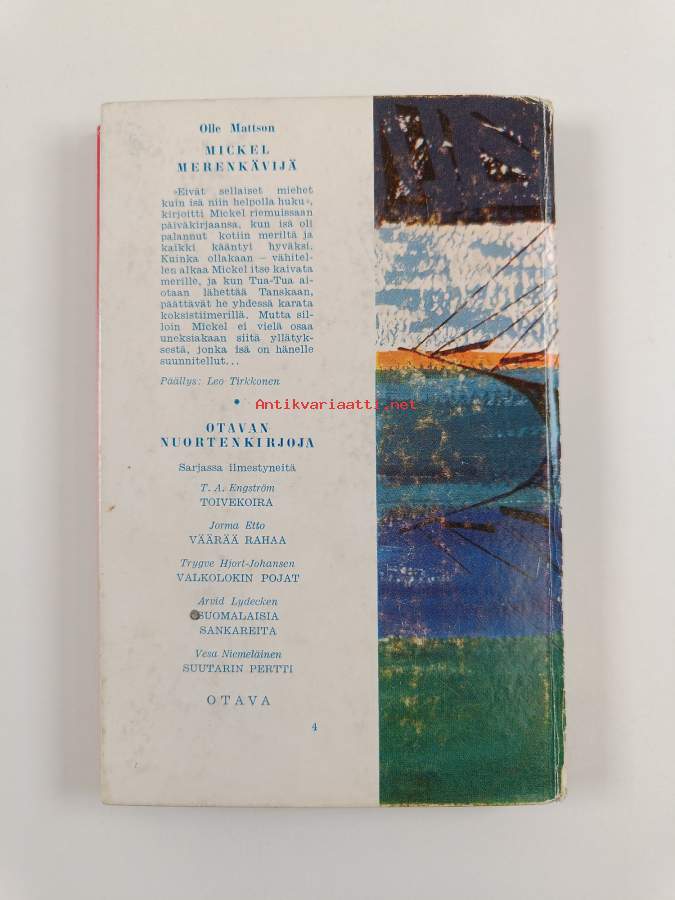 Olle Mattson
MICKEL
MERENKÄVIJÄ
»Eivät sellaiset miehet
kuin isä niin helpolla huku»,
kirjoitti Mickel riemuissaan
päiväkirjaansa, kun isä oli
palannut kotiin meriltä ja
kaikki kääntyi hyväksi.
Kuinka ollakaan – vähitel-
len alkaa Mickel itse kaivata
merille, ja kun Tua-Tua ai-
otaan lähettää Tanskaan,
päättävät he yhdessä karata
koksistiimerillä. Mutta sil-
loin Mickel ei vielä osaa
uneksiakaan siitä yllätyk-
sestä, jonka isä on hänelle
suunnitellut...
Päällys: Leo Tirkkonen
Antikvariaatti.net
OTAVAN
NUORTENKIRJOJA
Sarjassa ilmestyneitä
T. A. Engström
TOIVEKOIRA
Jorma Etto
VÄÄRÄÄ RAHAA
Trygve Hjort-Johansen
VALKOLOKIN POJAT
Arvid Lydecken
SUOMALAISIA
SANKAREITA
Vesa Niemeläinen
SUUTARIN PERTTI
OTAVA
4